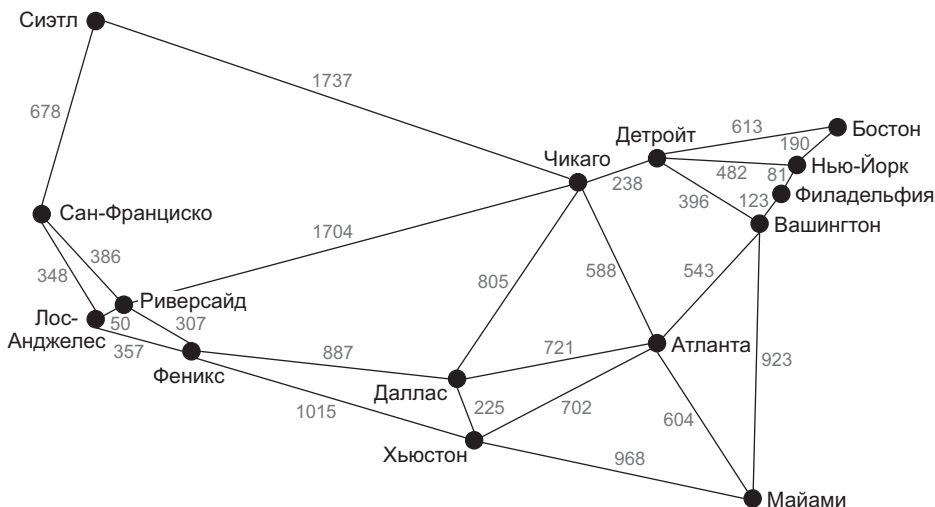 Сиэтл
1737
678
Детройт
613
Бостон
190
Чикаго
482
81
Нью-Йорк
238
Филадельфия
396
123
Вашингтон
Сан-Франциско
1704
386
348
805
588
543
Риверсайд
Лос-
Анджелес
50
307
357
Феникс
887
721
Атланта
923
Даллас
225
702
1015
604
Хьюстон
968
Майами